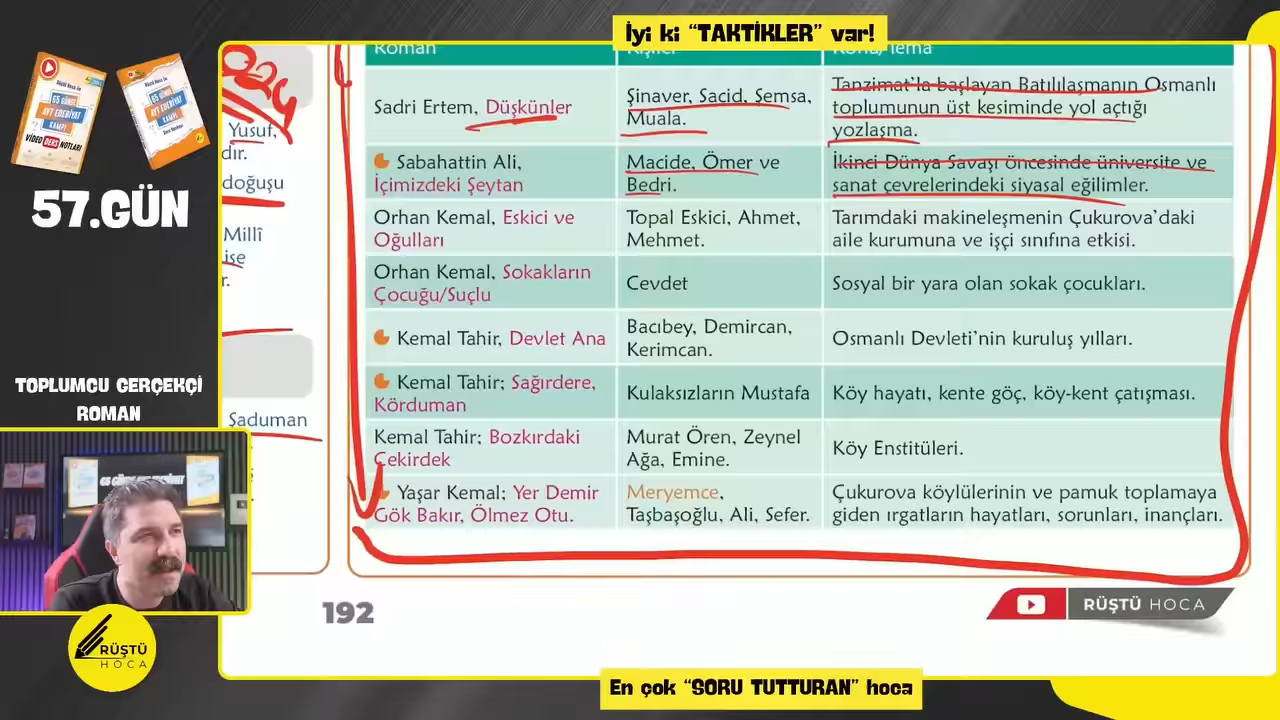 İyi ki “TAKTİKLER” var!
57.GÜN
TOPLUMCU GERÇEKÇİ
ROMAN
2024
Yusuf,
dır.
doğuşu
Millî
işe
r.
Şaduman
Roman
Kişiler
Konu/Tema
Sadri Ertem, Düşkünler
Şinaver, Sacid, Şemsa,
Muala.
Tanzimat’la başlayan Batılılaşmanın Osmanlı
toplumunun üst kesiminde yol açtığı
yozlaşma.
Sabahattin Ali,
İçimizdeki Şeytan
Macide, Ömer ve
Bedri.
İkinci Dünya Savaşı öncesinde üniversite ve
sanat çevrelerindeki siyasal eğilimler.
Orhan Kemal, Eskici ve
Oğulları
Topal Eskici, Ahmet,
Mehmet.
Tarımdaki makineleşmenin Çukurova’daki
aile kurumuna ve işçi sınıfına etkisi.
Orhan Kemal, Sokakların
Çocuğu/Suçlu
Cevdet
Sosyal bir yara olan sokak çocukları.
Kemal Tahir, Devlet Ana
Bacıbey, Demircan,
Kerimcan.
Osmanlı Devleti’nin kuruluş yılları.
Kemal Tahir; Sağırdere,
Körduman
Kulaksızların Mustafa
Köy hayatı, kente göç, köy-kent çatışması.
Kemal Tahir; Bozkırdaki
Çekirdek
Murat Ören, Zeynel
Ağa, Emine.
Köy Enstitüleri.
Yaşar Kemal; Yer Demir
Gök Bakır, Ölmez Otu.
Meryemce,
Taşbaşoğlu, Ali, Sefer.
Çukurova köylülerinin ve pamuk toplamaya
giden ırgatların hayatları, sorunları, inançları.
192
RÜŞTÜ HOCA
RÜŞTÜ
HOCA
En çok “SORU TUTTURAN” hoca